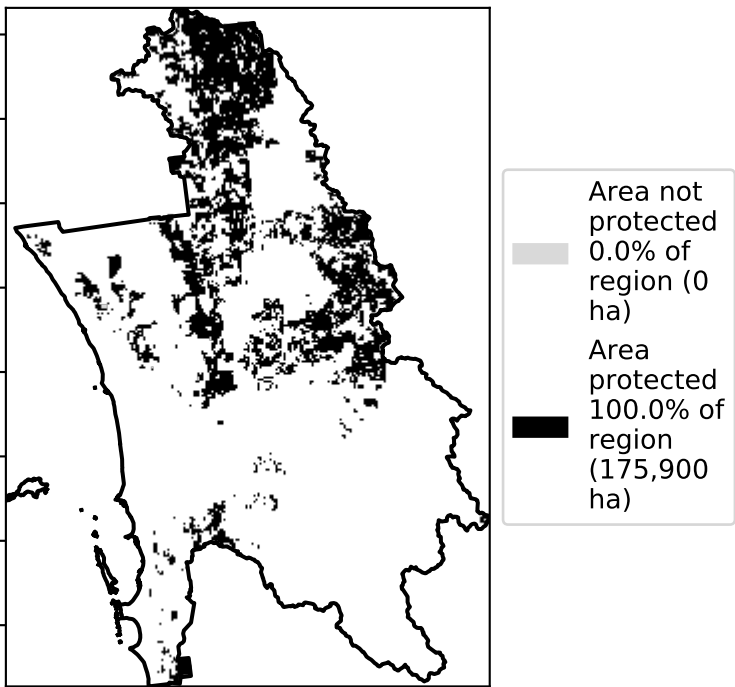 Area not
protected
0.0% of
region (0
ha)
Area
protected
100.0% of
region
(175,900
ha)